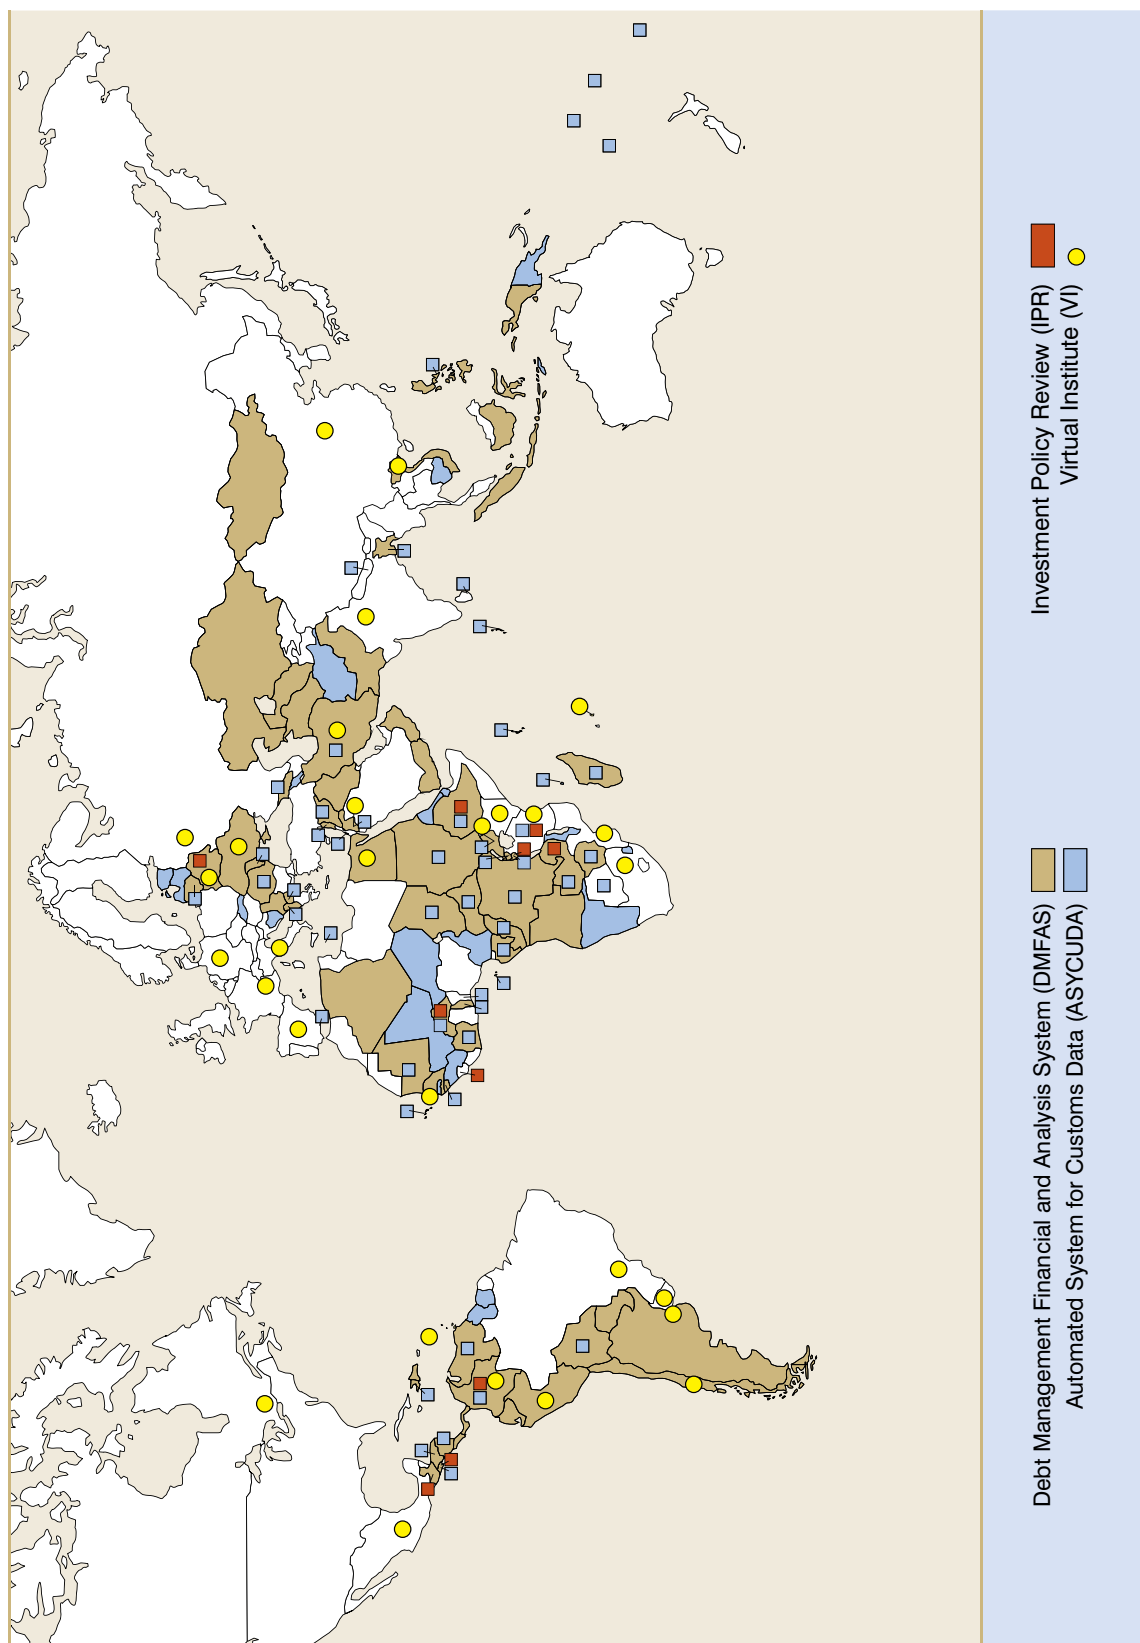 Debt Management Financial and Analysis System (DMFAS)
Automated System for Customs Data (ASYCUDA)
Investment Policy Review (IPR)
Virtual Institute (VI)